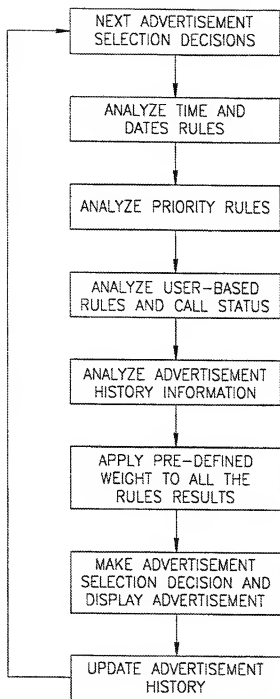 NEXT ADVERTISEMENT
SELECTION DECISIONS
ANALYZE TIME AND
DATES RULES
ANALYZE PRIORITY RULES
ANALYZE USER-BASED
RULES AND CALL STATUS
ANALYZE ADVERTISEMENT
HISTORY INFORMATION
APPLY PRE-DEFINED
WEIGHT TO ALL THE
RULES RESULTS
MAKE ADVERTISEMENT
SELECTION DECISION AND
DISPLAY ADVERTISEMENT
UPDATE ADVERTISEMENT
HISTORY